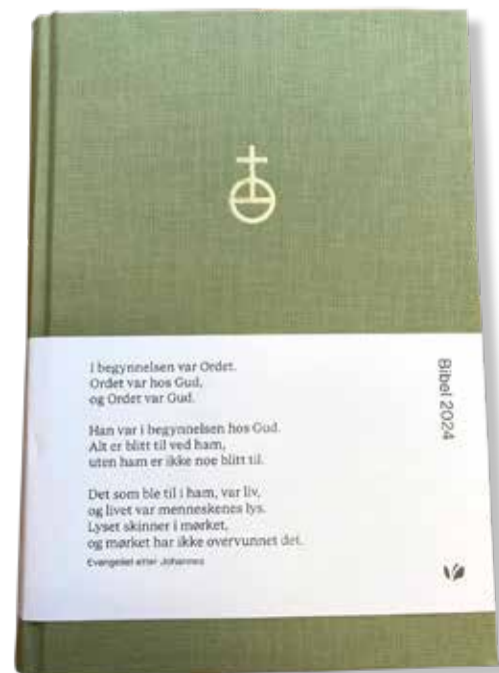 I begynnelsen var Ordet.
Ordet var hos Gud,
og Ordet var Gud.
Han var i begynnelsen hos Gud.
Alt er blitt til ved ham,
uten ham er ikke noe blitt til.
Det som ble til i ham, var liv,
og livet var menneskenes lys.
Lyset skinner i mørket,
og mørket har ikke overvunnet det.
Evangeliet etter Johannes
Bibel 2024